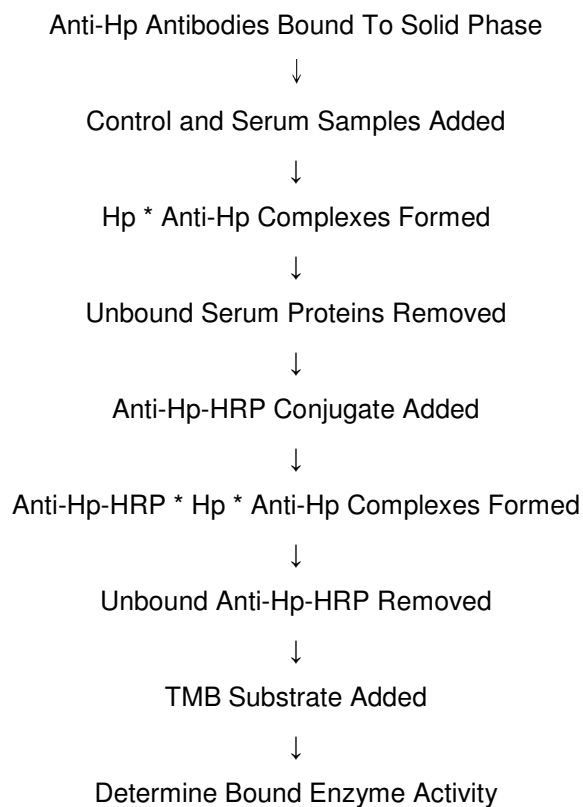 Anti-Hp Antibodies Bound To Solid Phase
↓
Control and Serum Samples Added
↓
Hp * Anti-Hp Complexes Formed
↓
Unbound Serum Proteins Removed
↓
Anti-Hp-HRP Conjugate Added
↓
Anti-Hp-HRP * Hp * Anti-Hp Complexes Formed
↓
Unbound Anti-Hp-HRP Removed
↓
TMB Substrate Added
↓
Determine Bound Enzyme Activity